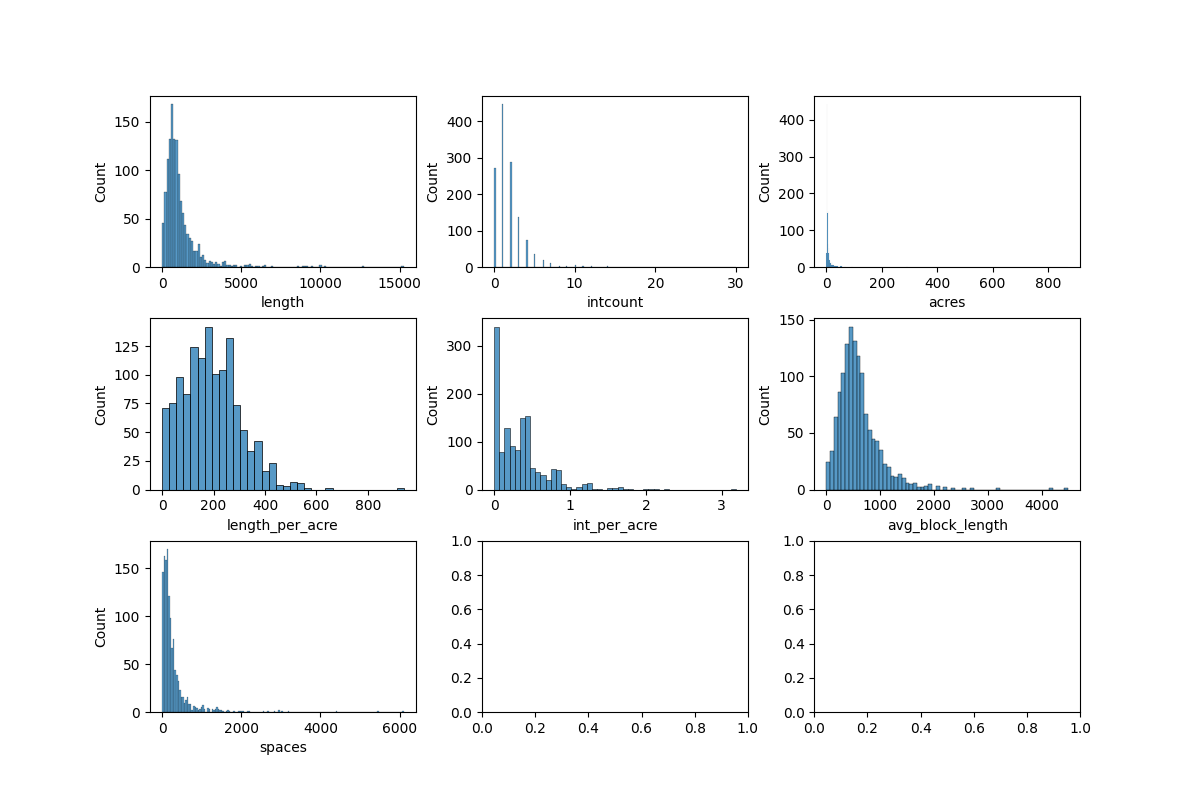 150
100
50
0
Count
0 5000 10000 15000
length
400
300
200
100
0
Count
0 10 20 30
intcount
400
300
200
100
0
Count
0 200 400 600 800
acres
125
100
75
50
25
0
Count
0 200 400 600 800
length_per_acre
300
200
100
0
Count
0 1 2 3
int_per_acre
150
100
50
0
Count
0 1000 2000 3000 4000
avg_block_length
150
100
50
0
Count
0 2000 4000 6000
spaces
1.0
0.8
0.6
0.4
0.2
0.0
0.0 0.2 0.4 0.6 0.8 1.0
1.0
0.8
0.6
0.4
0.2
0.0
0.0 0.2 0.4 0.6 0.8 1.0